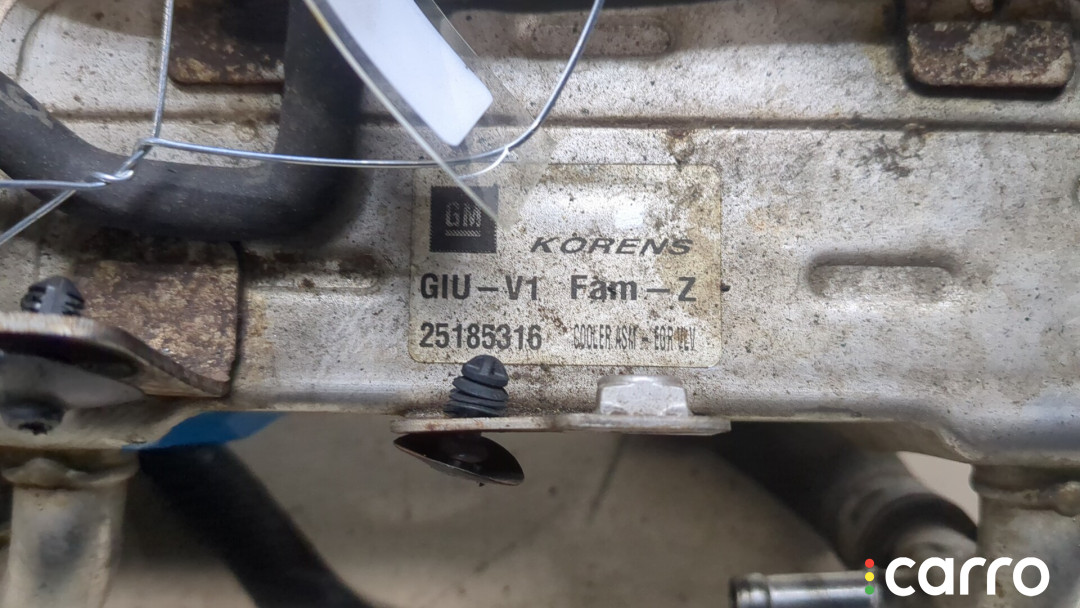 GM
KORENS
GIU-V1 Fam-Z
25185316 COOLER ASM - EGR VLV
carro